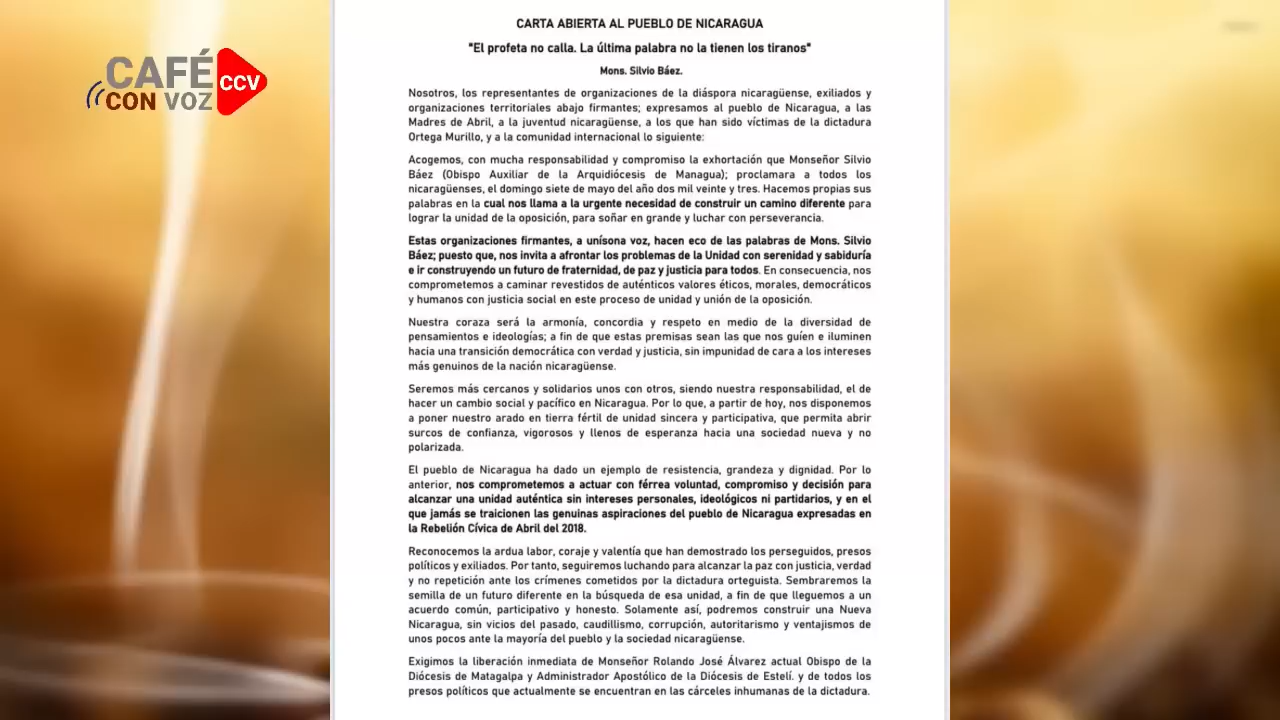 CAFÉ
CON VOZ
CCV
CARTA ABIERTA AL PUEBLO DE NICARAGUA
"El profeta no calla. La última palabra no la tienen los tiranos"
Mons. Silvio Báez.
Nosotros, los representantes de organizaciones de la diáspora nicaragüense, exiliados y
organizaciones territoriales abajo firmantes; expresamos al pueblo de Nicaragua, a las
Madres de Abril, a la juventud nicaragüense, a los que han sido víctimas de la dictadura
Ortega Murillo, y a la comunidad internacional lo siguiente:
Acogemos, con mucha responsabilidad y compromiso la exhortación que Monseñor Silvio
Báez (Obispo Auxiliar de la Arquidiócesis de Managua); proclamara a todos los
nicaragüenses, el domingo siete de mayo del año dos mil veinte y tres. Hacemos propias sus
palabras en la cual nos llama a la urgente necesidad de construir un camino diferente para
lograr la unidad de la oposición, para soñar en grande y luchar con perseverancia.
Estas organizaciones firmantes, a unísona voz, hacen eco de las palabras de Mons. Silvio
Báez; puesto que, nos invita a afrontar los problemas de la Unidad con serenidad y sabiduría
e ir construyendo un futuro de fraternidad, de paz y justicia para todos. En consecuencia, nos
comprometemos a caminar revestidos de auténticos valores éticos, morales, democráticos
y humanos con justicia social en este proceso de unidad y unión de la oposición.
Nuestra coraza será la armonía, concordia y respeto en medio de la diversidad de
pensamientos e ideologías; a fin de que estas premisas sean las que nos guíen e iluminen
hacia una transición democrática con verdad y justicia, sin impunidad de cara a los intereses
más genuinos de la nación nicaragüense.
Seremos más cercanos y solidarios unos con otros, siendo nuestra responsabilidad, el de
hacer un cambio social y pacífico en Nicaragua. Por lo que, a partir de hoy, nos disponemos
a poner nuestro arado en tierra fértil de unidad sincera y participativa, que permita abrir
surcos de confianza, vigorosos y llenos de esperanza hacia una sociedad nueva y no
polarizada.
El pueblo de Nicaragua ha dado un ejemplo de resistencia, grandeza y dignidad. Por lo
anterior, nos comprometemos a actuar con férrea voluntad, compromiso y decisión para
alcanzar una unidad auténtica sin intereses personales, ideológicos ni partidarios, y en el
que jamás se traicionen las genuinas aspiraciones del pueblo de Nicaragua expresadas en
la Rebelión Cívica de Abril del 2018.
Reconocemos la ardua labor, coraje y valentía que han demostrado los perseguidos, presos
políticos y exiliados. Por tanto, seguiremos luchando para alcanzar la paz con justicia, verdad
y no repetición ante los crímenes cometidos por la dictadura orteguista. Sembraremos la
semilla de un futuro diferente en la búsqueda de esa unidad, a fin de que lleguemos a un
acuerdo común, participativo y honesto. Solamente así, podremos construir una Nueva
Nicaragua, sin vicios del pasado, caudillismo, corrupción, autoritarismo y ventajismos de
unos pocos ante la mayoría del pueblo y la sociedad nicaragüense.
Exigimos la liberación inmediata de Monseñor Rolando José Álvarez actual Obispo de la
Diócesis de Matagalpa y Administrador Apostólico de la Diócesis de Estelí. y de todos los
presos políticos que actualmente se encuentran en las cárceles inhumanas de la dictadura.